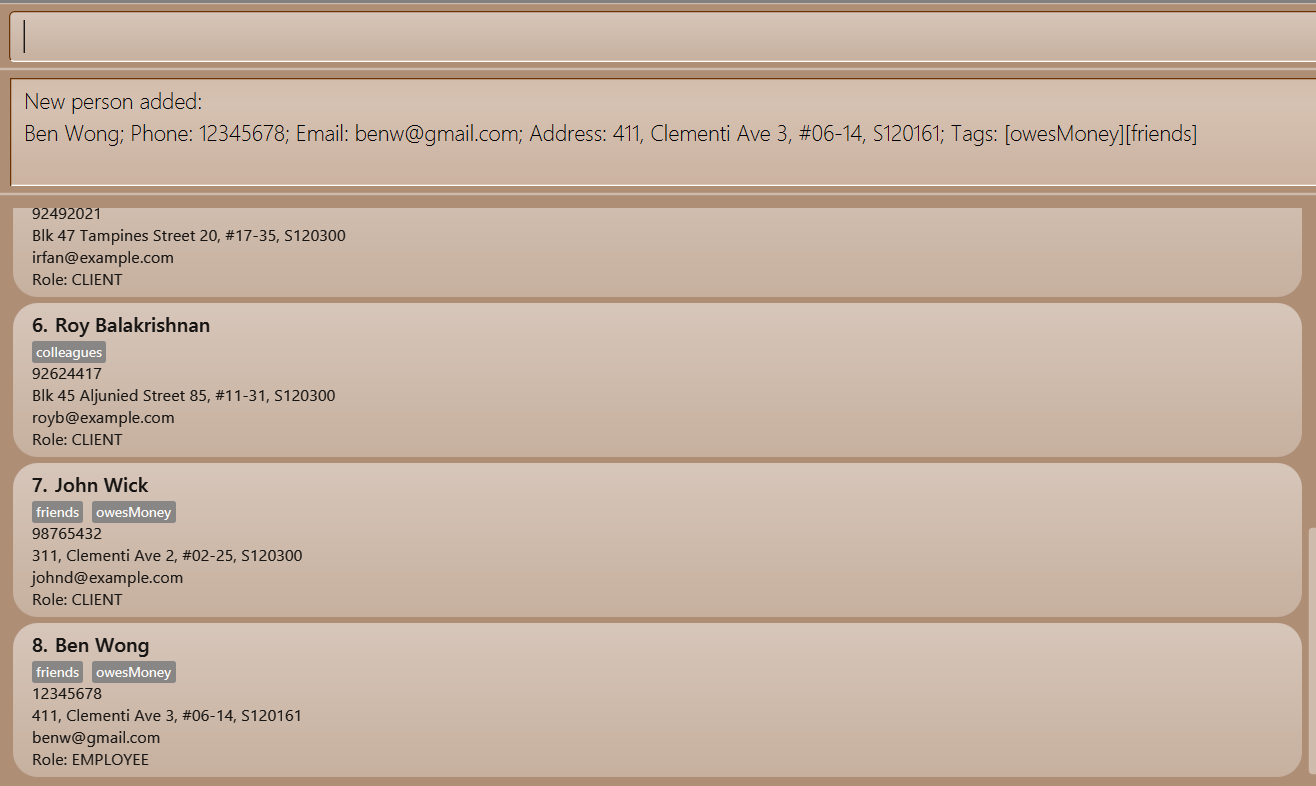 New person added:
Ben Wong; Phone: 12345678; Email: benw@gmail.com; Address: 411, Clementi Ave 3, #06-14, S120161; Tags: [owesMoney][friends]
92492021
Blk 47 Tampines Street 20, #17-35, S120300
irfan@example.com
Role: CLIENT
6. Roy Balakrishnan
colleagues
92624417
Blk 45 Aljunied Street 85, #11-31, S120300
royb@example.com
Role: CLIENT
7. John Wick
friends owesMoney
98765432
311, Clementi Ave 2, #02-25, S120300
johnd@example.com
Role: CLIENT
8. Ben Wong
friends owesMoney
12345678
411, Clementi Ave 3, #06-14, S120161
benw@gmail.com
Role: EMPLOYEE